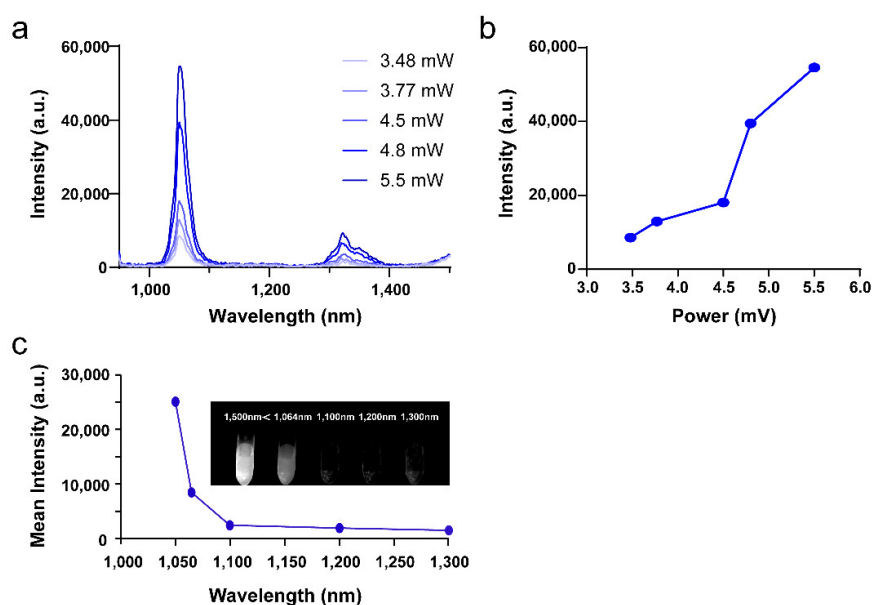 a
60,000
40,000
20,000
0
Intensity (a.u.)
1,000
1,200
1,400
Wavelength (nm)
3.48 mW
3.77 mW
4.5 mW
4.8 mW
5.5 mW
b
60,000
40,000
20,000
0
Intensity (a.u.)
3.0
3.5
4.0
4.5
5.0
5.5
6.0
Power (mV)
c
30,000
20,000
10,000
0
Mean Intensity (a.u.)
1,500nm< 1,064nm 1,100nm 1,200nm 1,300nm
1,000
1,050
1,100
1,150
1,200
1,250
1,300
Wavelength (nm)